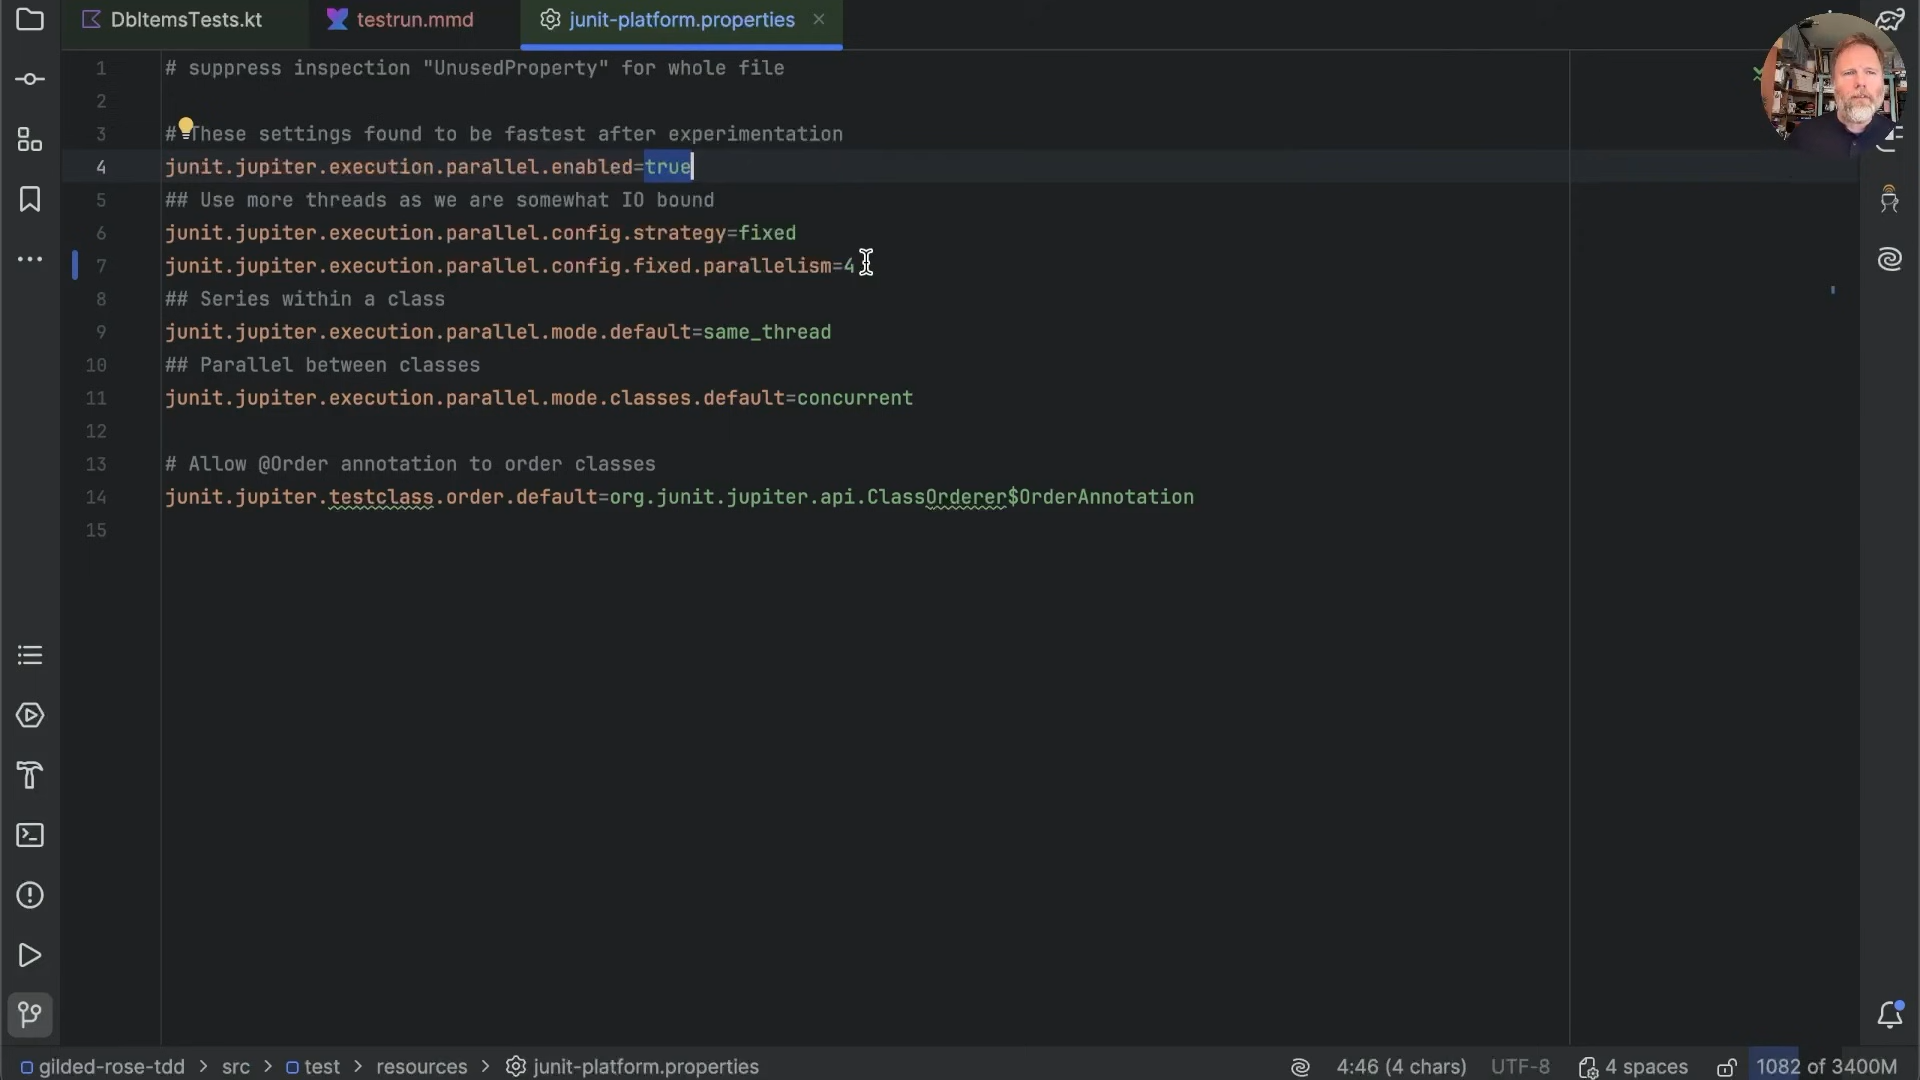 DbItemsTests.kt
testrun.mmd
junit-platform.properties
1 # suppress inspection "UnusedProperty" for whole file
2
3 # These settings found to be fastest after experimentation
4 junit.jupiter.execution.parallel.enabled=true
5 ## Use more threads as we are somewhat IO bound
6 junit.jupiter.execution.parallel.config.strategy=fixed
7 junit.jupiter.execution.parallel.config.fixed.parallelism=4
8 ## Series within a class
9 junit.jupiter.execution.parallel.mode.default=same_thread
10 ## Parallel between classes
11 junit.jupiter.execution.parallel.mode.classes.default=concurrent
12
13 # Allow @Order annotation to order classes
14 junit.jupiter.testclass.order.default=org.junit.jupiter.api.ClassOrderer$OrderAnnotation
15
gilded-rose-tdd > src > test > resources > junit-platform.properties
4:46 (4 chars) UTF-8 4 spaces 1082 of 3400M